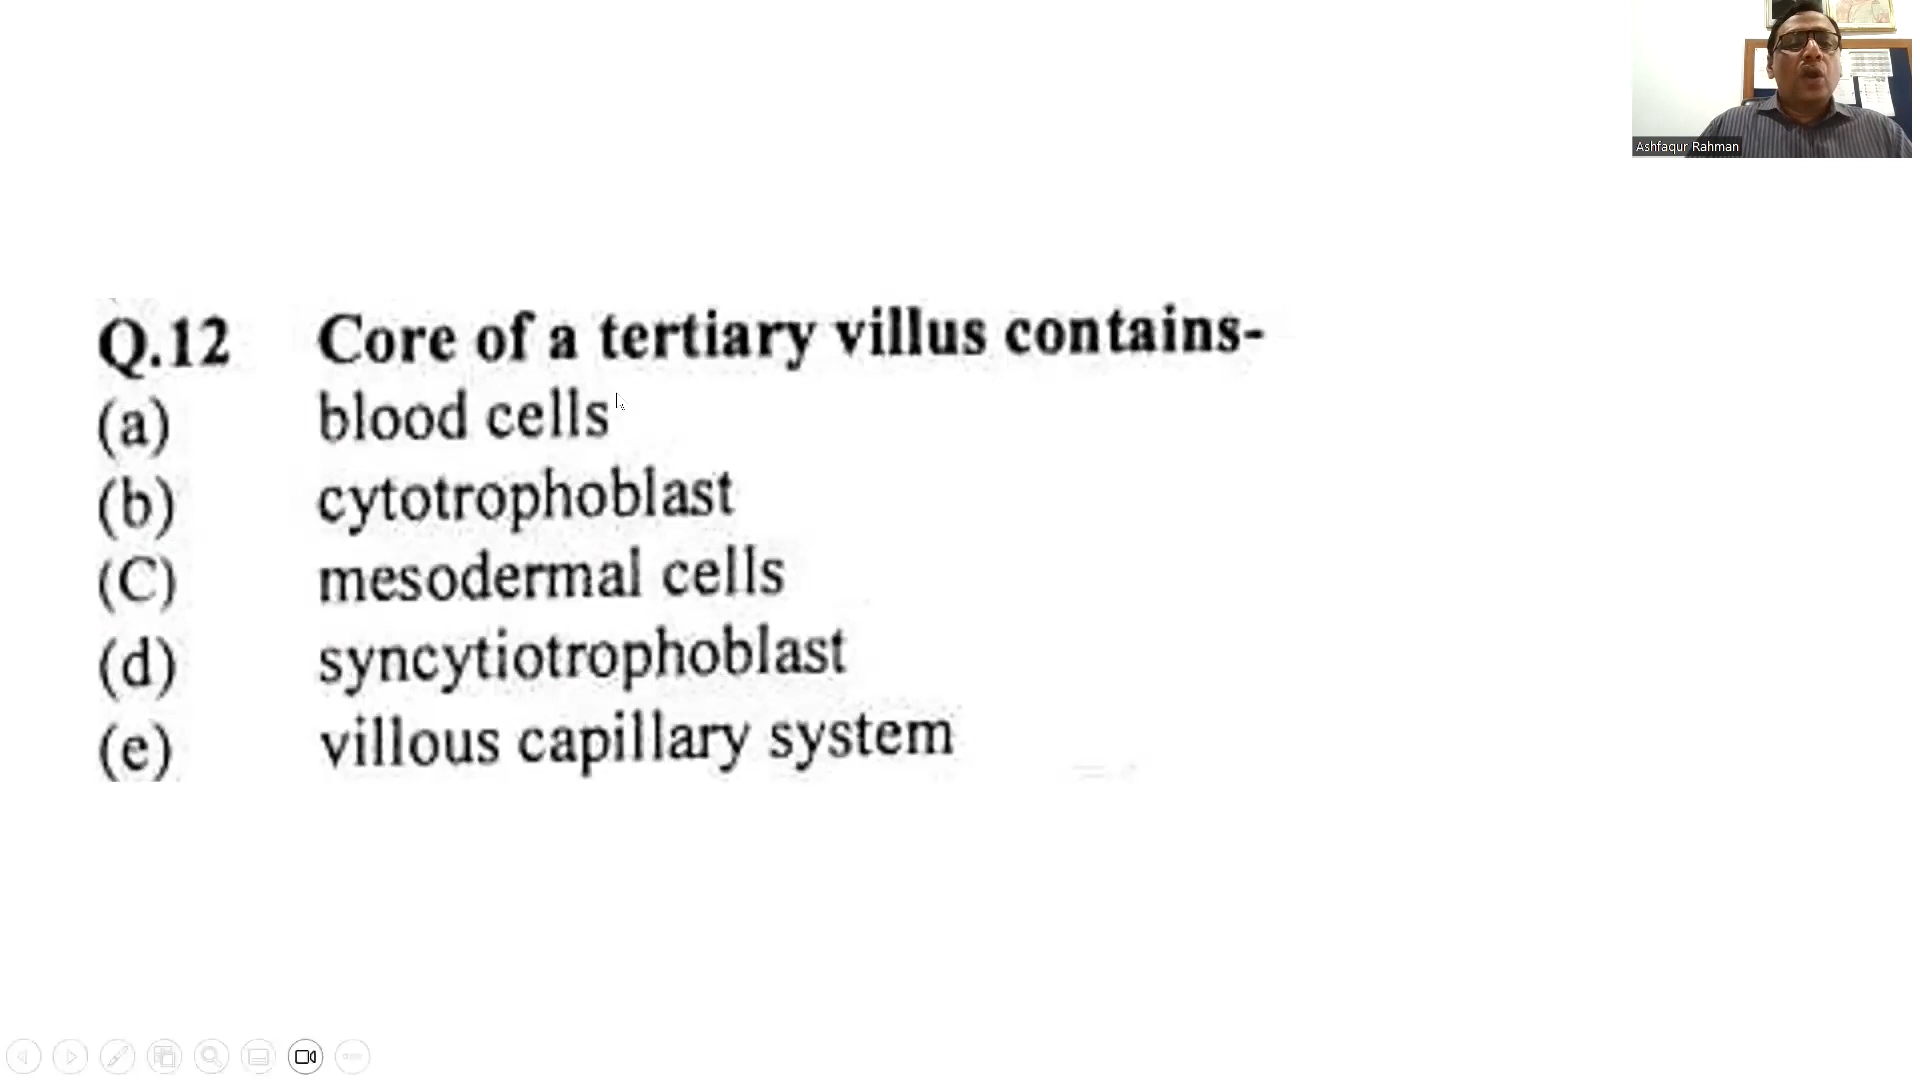 Ashfaqur Rahman
Q.12 Core of a tertiary villus contains-
(a) blood cells
(b) cytotrophoblast
(C) mesodermal cells
(d) syncytiotrophoblast
(e) villous capillary system